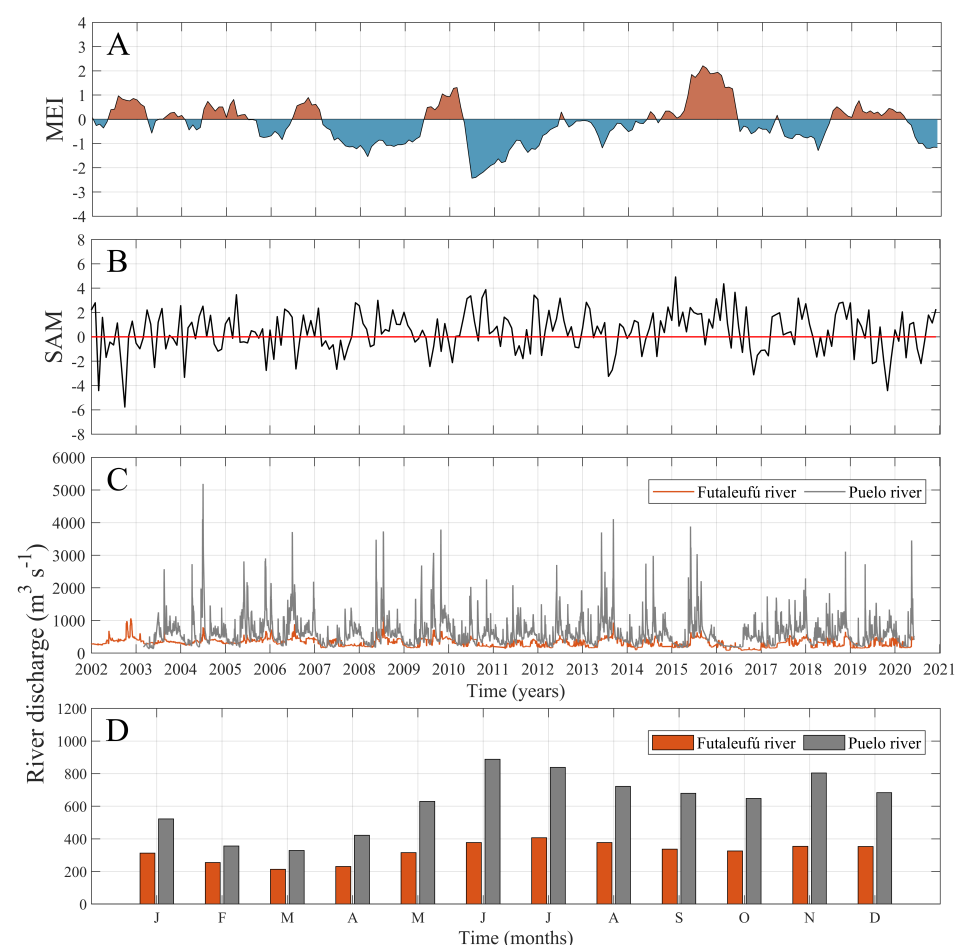 A
MEI
4
3
2
1
0
-1
-2
-3
-4
B
SAM
8
6
4
2
0
-2
-4
-6
-8
C
Futaleufú river Puelo river
River discharge (m³ s⁻¹)
6000
5000
4000
3000
2000
1000
0
2002 2003 2004 2005 2006 2007 2008 2009 2010 2011 2012 2013 2014 2015 2016 2017 2018 2019 2020 2021
Time (years)
D
Futaleufú river Puelo river
1200
1000
800
600
400
200
0
J F M A M J J A S O N D
Time (months)